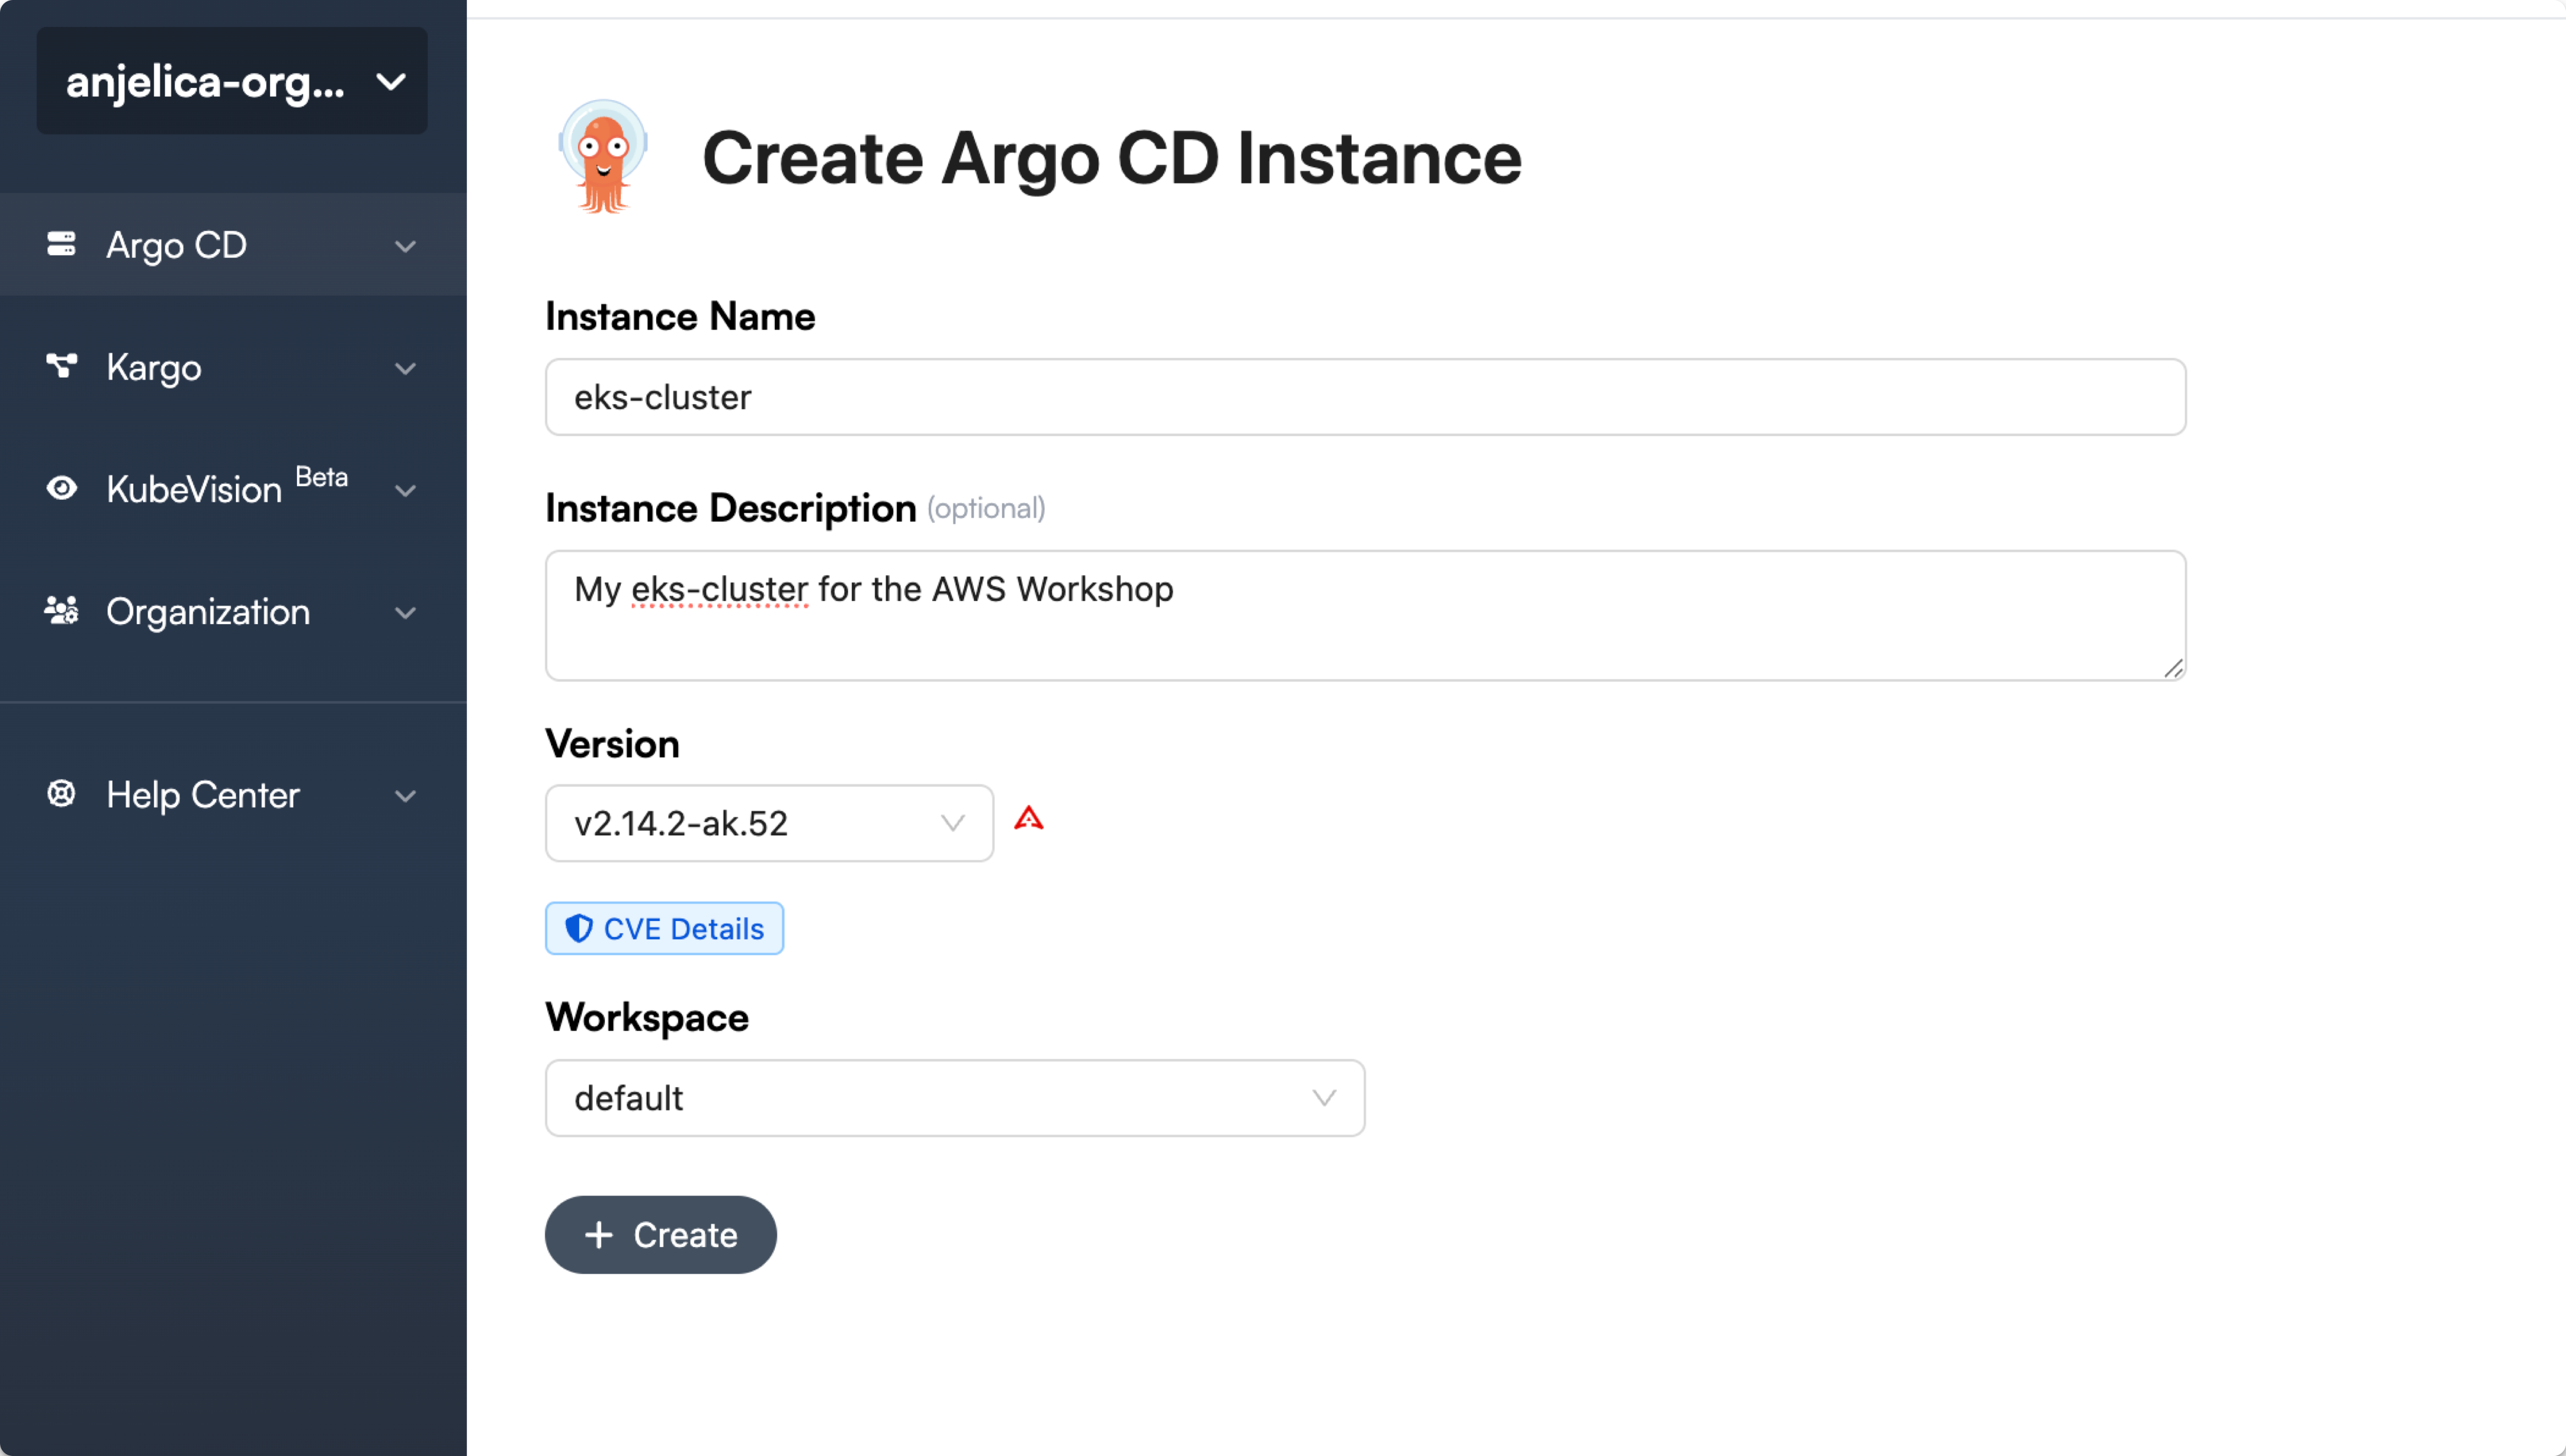 anjelica-org...
Argo CD
Kargo
KubeVision Beta
Organization
Help Center
Create Argo CD Instance
Instance Name
eks-cluster
Instance Description (optional)
My eks-cluster for the AWS Workshop
Version
v2.14.2-ak.52
CVE Details
Workspace
default
+ Create